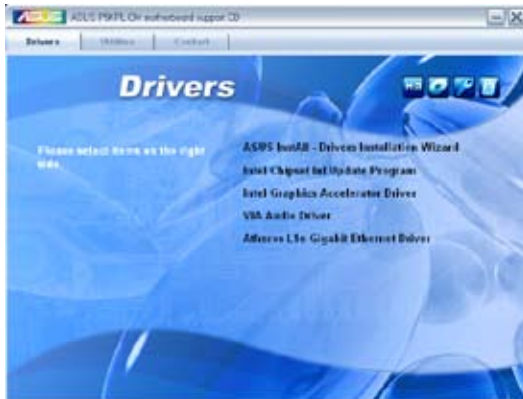 ASUS P5KPL-CM motherboard support CD
Drivers
Utilities
Contact
Drivers
Please select items on the right
side.
ASUS InstAll - Drivers Installation Wizard
Intel Chipset Inf Update Program
Intel Graphics Accelerator Driver
VIA Audio Driver
Atheros L1e Gigabit Ethernet Driver